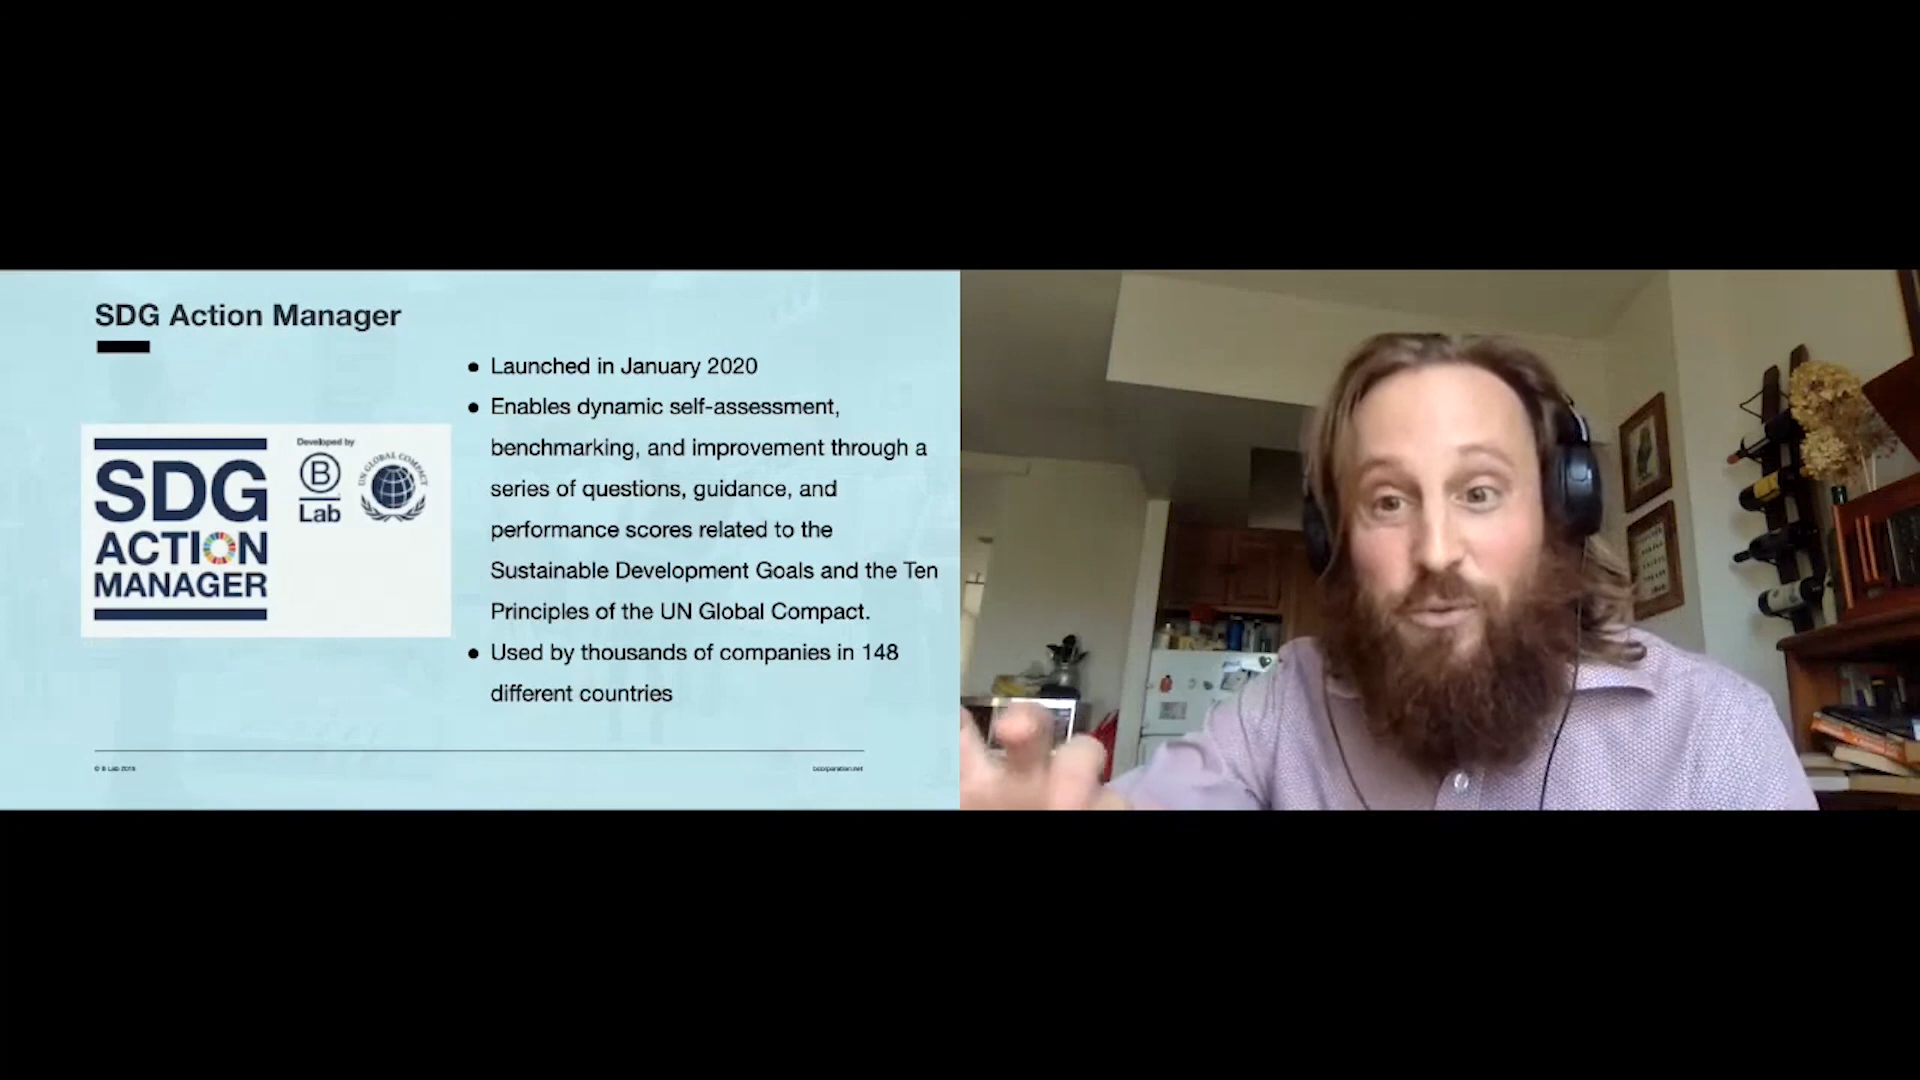 SDG Action Manager
● Launched in January 2020
● Enables dynamic self-assessment,
benchmarking, and improvement through a
series of questions, guidance, and
performance scores related to the
Sustainable Development Goals and the Ten
Principles of the UN Global Compact.
● Used by thousands of companies in 148
different countries
SDG
ACTION
MANAGER
Developed by
B
Lab
UN GLOBAL COMPACT
© B Lab 2019
bcorporation.net